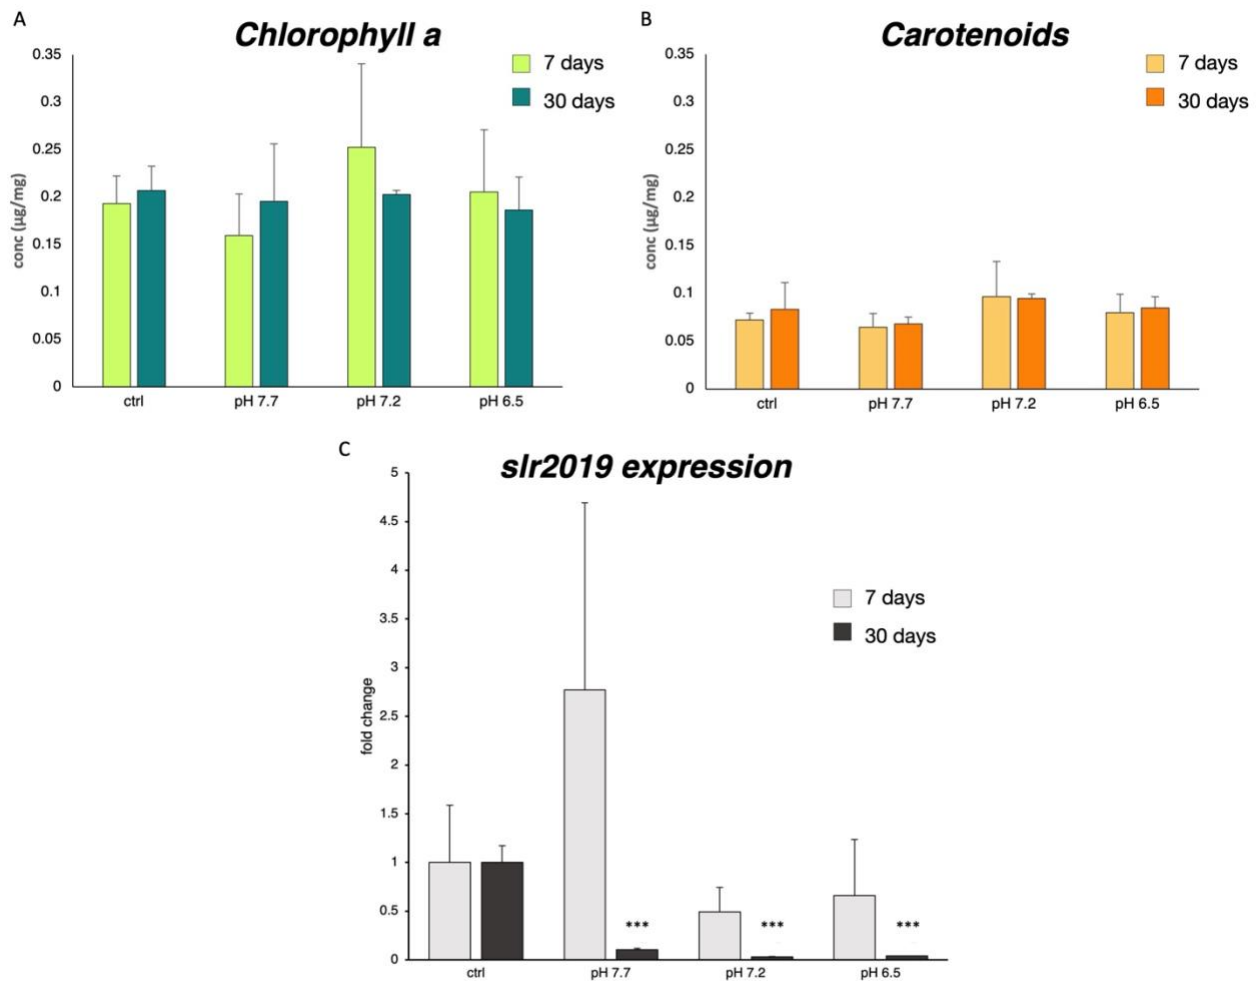 A
Chlorophyll a
7 days
30 days
conc (µg/mg)
0.35
0.3
0.25
0.2
0.15
0.1
0.05
0
ctrl pH 7.7 pH 7.2 pH 6.5
B
Carotenoids
7 days
30 days
conc (µg/mg)
0.35
0.3
0.25
0.2
0.15
0.1
0.05
0
ctrl pH 7.7 pH 7.2 pH 6.5
C
slr2019 expression
7 days
30 days
fold change
5
4.5
4
3.5
3
2.5
2
1.5
1
0.5
0
*** *** ***
ctrl pH 7.7 pH 7.2 pH 6.5